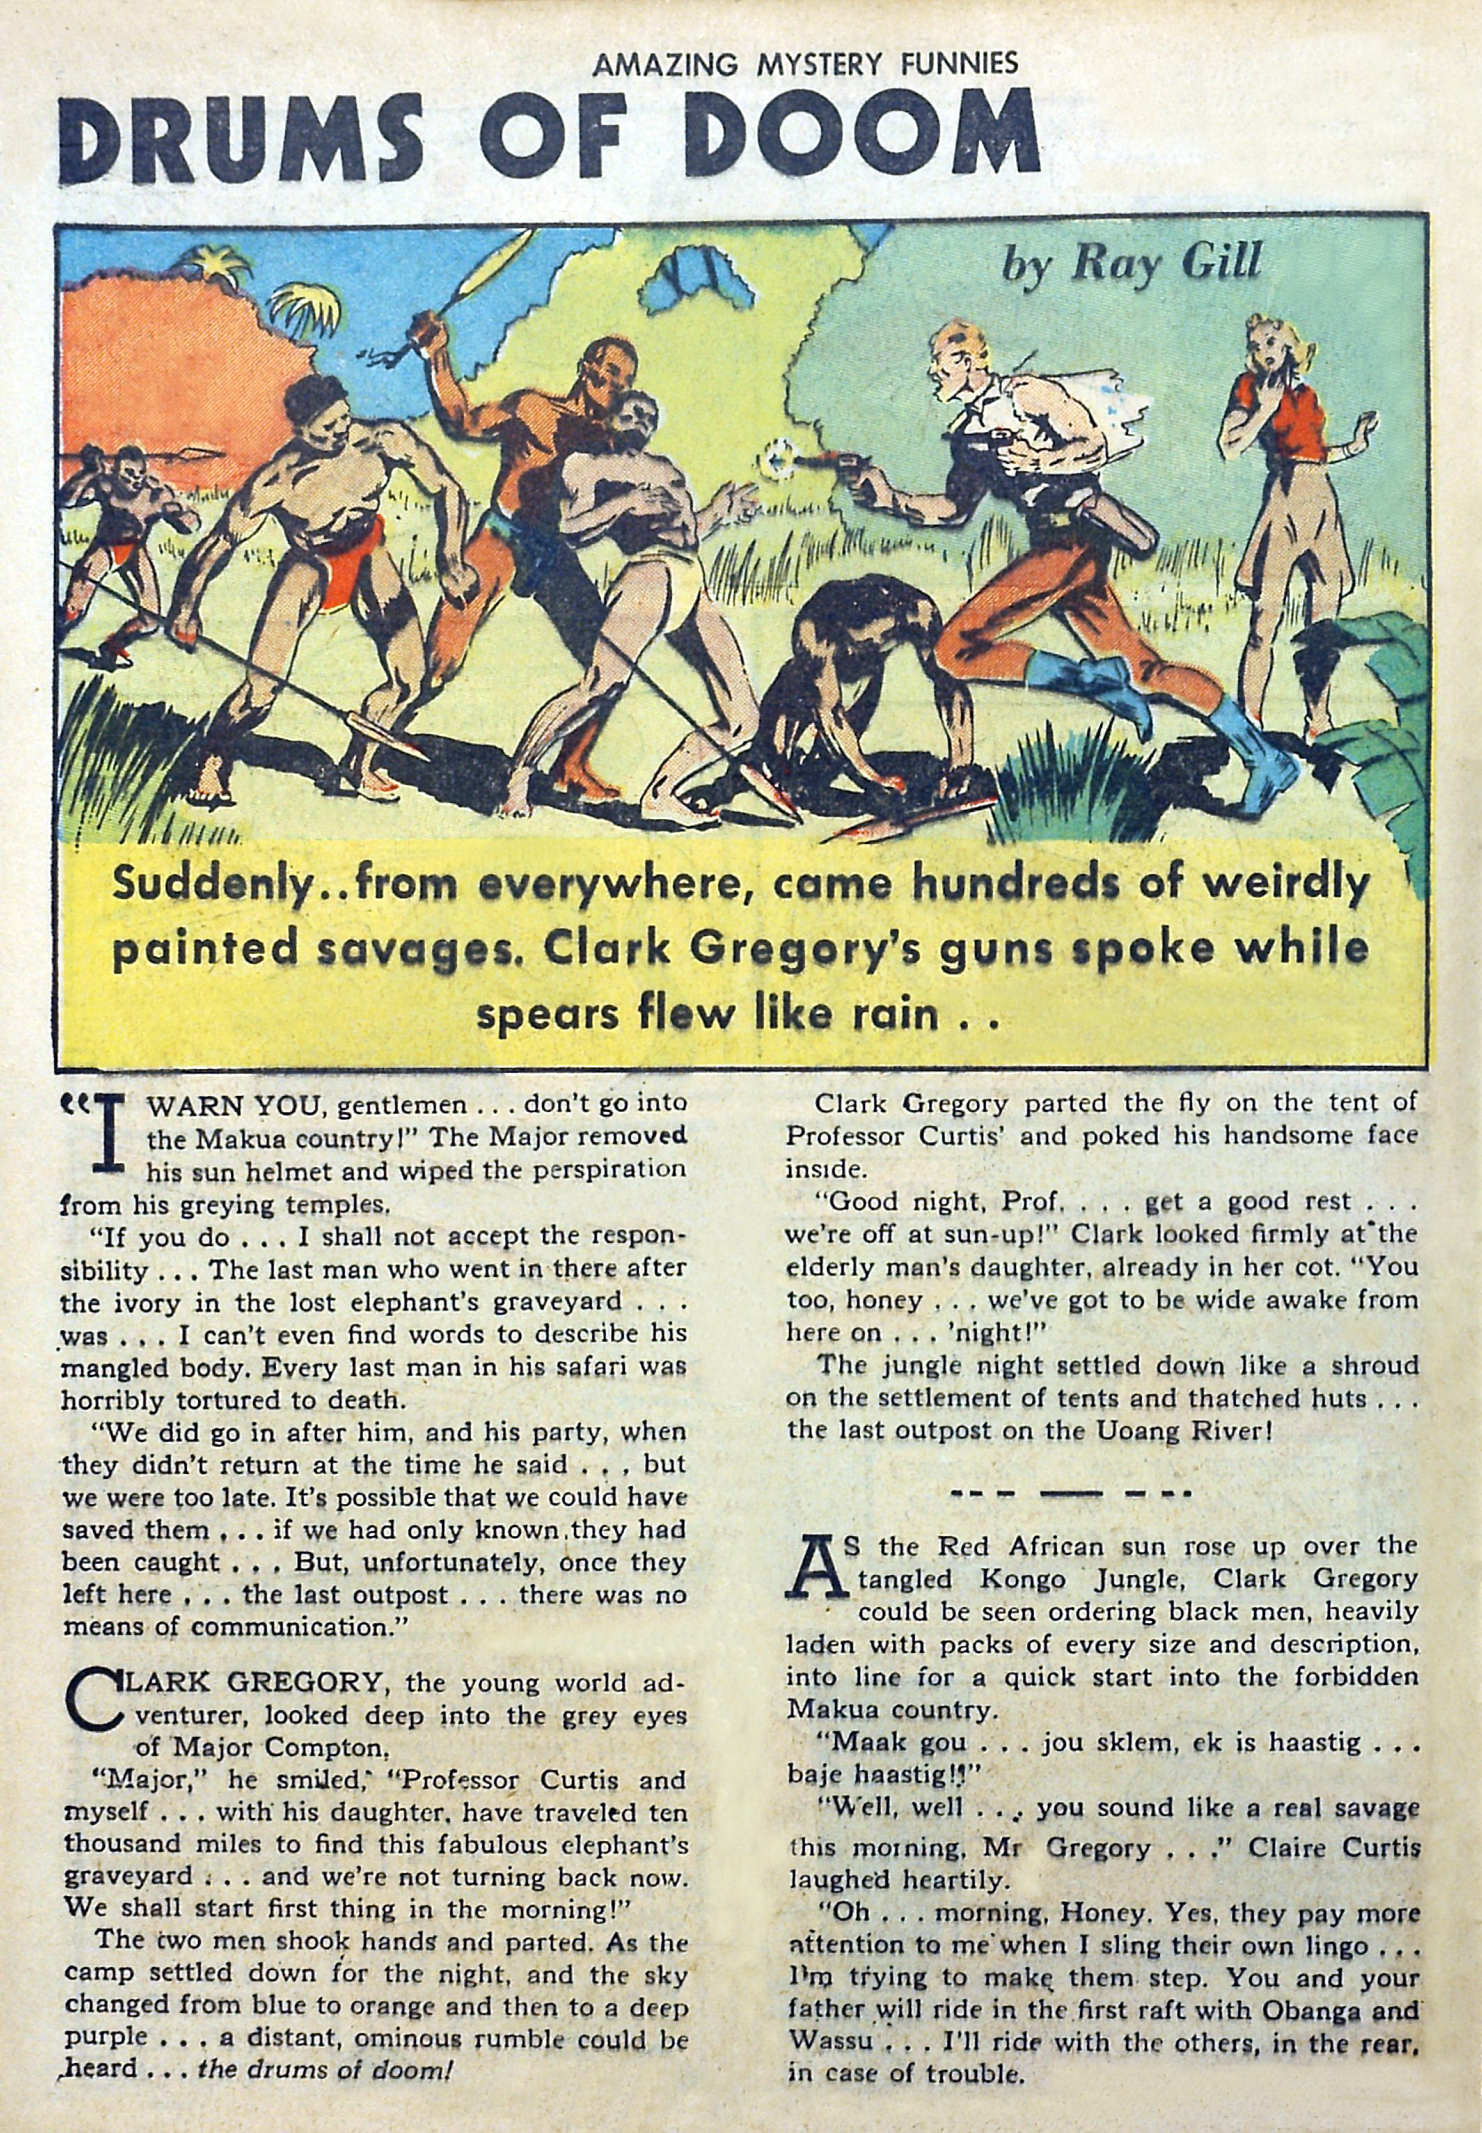 AMAZING MYSTERY FUNNIES
DRUMS OF DOOM
by Ray Gill
Suddenly..from everywhere, came hundreds of weirdly
painted savages. Clark Gregory's guns spoke while
spears flew like rain . .
"I WARN YOU, gentlemen . . . don't go into
the Makua country!" The Major removed
his sun helmet and wiped the perspiration
from his greying temples.
"If you do . . . I shall not accept the respon-
sibility . . . The last man who went in there after
the ivory in the lost elephant's graveyard . . .
was . . . I can't even find words to describe his
mangled body. Every last man in his safari was
horribly tortured to death.
"We did go in after him, and his party, when
they didn't return at the time he said . . . but
we were too late. It's possible that we could have
saved them . . . if we had only known they had
been caught . . . But, unfortunately, once they
left here . . . the last outpost . . . there was no
means of communication."
CLARK GREGORY, the young world ad-
venturer, looked deep into the grey eyes
of Major Compton.
"Major," he smiled, "Professor Curtis and
myself . . . with his daughter, have traveled ten
thousand miles to find this fabulous elephant's
graveyard . . . and we're not turning back now.
We shall start first thing in the morning!"
The two men shook hands and parted. As the
camp settled down for the night, and the sky
changed from blue to orange and then to a deep
purple . . . a distant, ominous rumble could be
heard . . . the drums of doom!
Clark Gregory parted the fly on the tent of
Professor Curtis' and poked his handsome face
inside.
"Good night, Prof. . . . get a good rest . . .
we're off at sun-up!" Clark looked firmly at the
elderly man's daughter, already in her cot. "You
too, honey . . . we've got to be wide awake from
here on . . . 'night!"
The jungle night settled down like a shroud
on the settlement of tents and thatched huts . . .
the last outpost on the Uoang River!
AS the Red African sun rose up over the
tangled Kongo Jungle, Clark Gregory
could be seen ordering black men, heavily
laden with packs of every size and description,
into line for a quick start into the forbidden
Makua country.
"Maak gou . . . jou sklem, ek is haastig . . .
baje haastig!!"
"Well, well . . . you sound like a real savage
this morning, Mr Gregory . . ." Claire Curtis
laughed heartily.
"Oh . . . morning, Honey. Yes, they pay more
attention to me when I sling their own lingo . . .
I'm trying to make them step. You and your
father will ride in the first raft with Obanga and
Wassu . . . I'll ride with the others, in the rear,
in case of trouble.